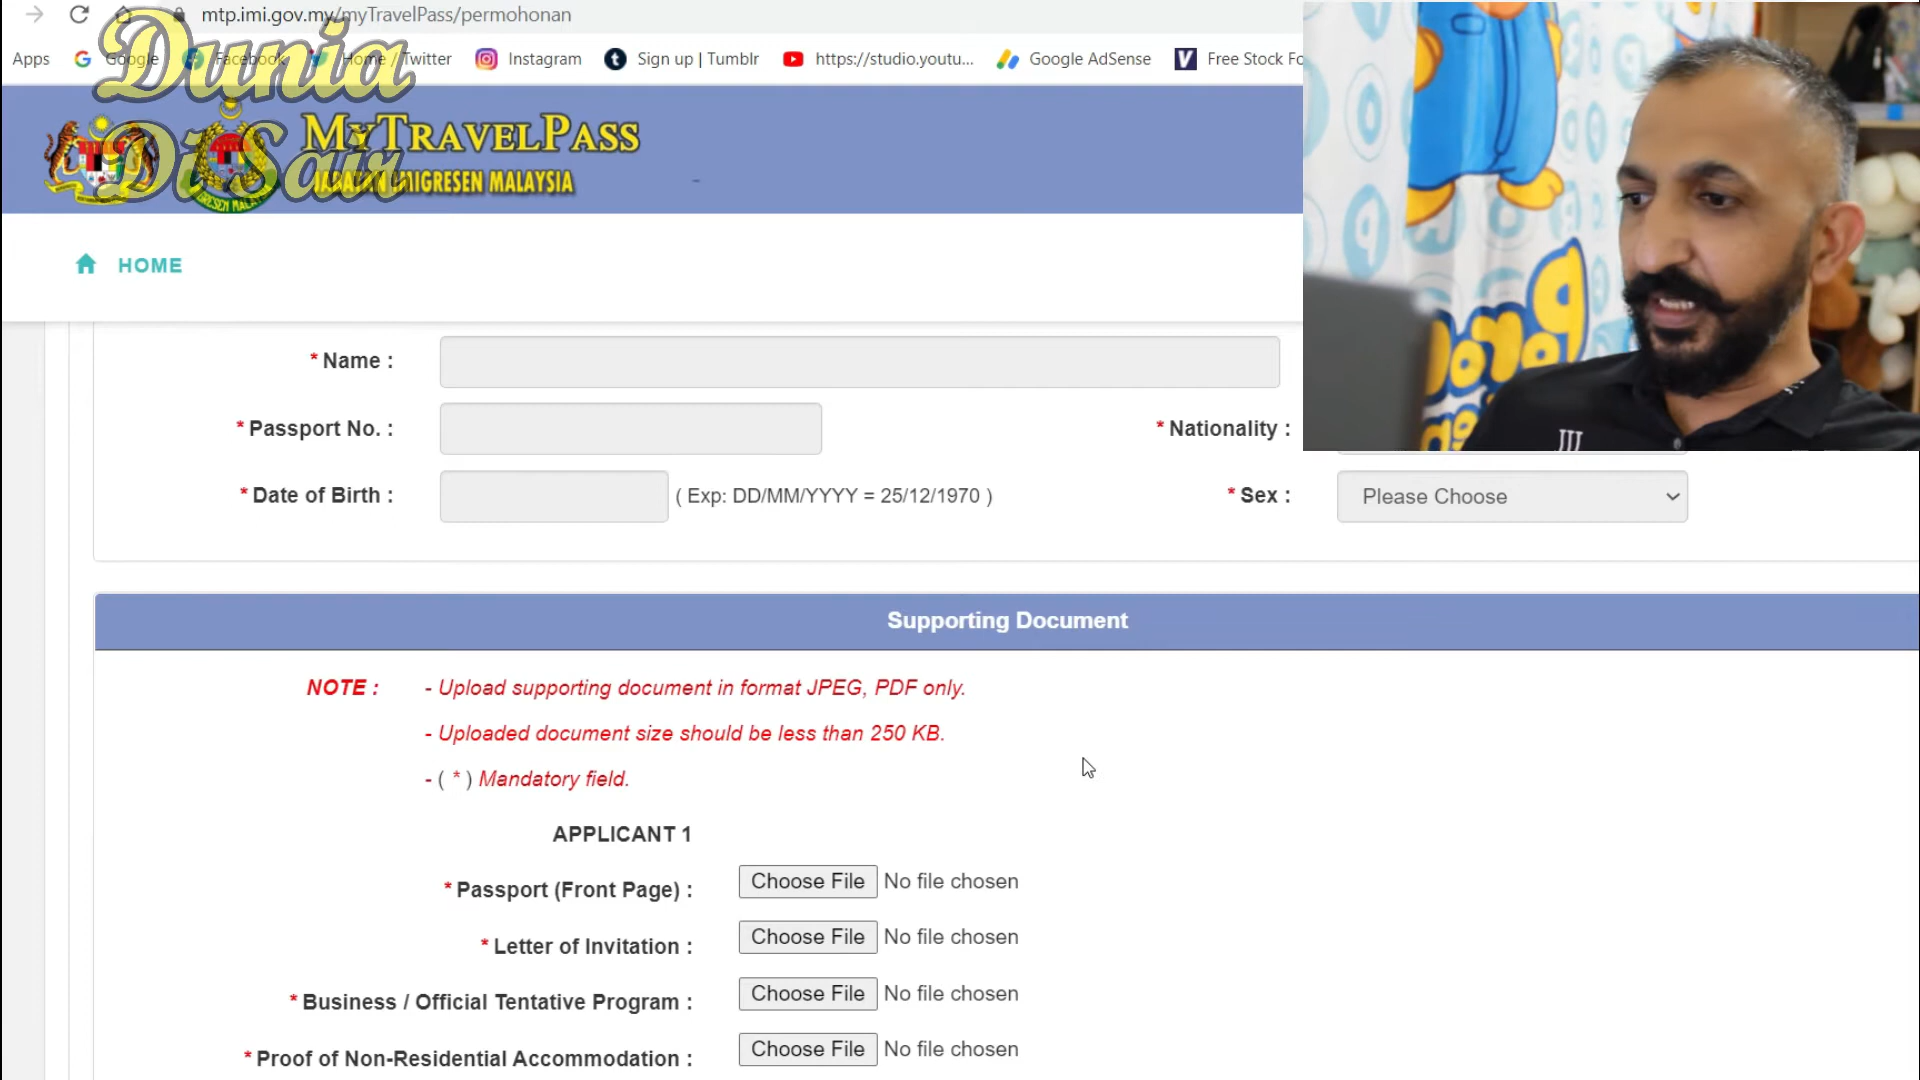 mtp.imi.gov.my/myTravelPass/permohonan
Apps Google Facebook Home / Twitter Instagram Sign up | Tumblr https://studio.youtu... Google AdSense Free Stock Fo
Dunia
Di Sair
MYTRAVELPASS
JABATAN IMIGRESEN MALAYSIA
HOME
* Name :
* Passport No. : * Nationality :
* Date of Birth : ( Exp: DD/MM/YYYY = 25/12/1970 ) * Sex : Please Choose
Supporting Document
NOTE : - Upload supporting document in format JPEG, PDF only.
- Uploaded document size should be less than 250 KB.
- ( * ) Mandatory field.
APPLICANT 1
* Passport (Front Page) : Choose File No file chosen
* Letter of Invitation : Choose File No file chosen
* Business / Official Tentative Program : Choose File No file chosen
* Proof of Non-Residential Accommodation : Choose File No file chosen